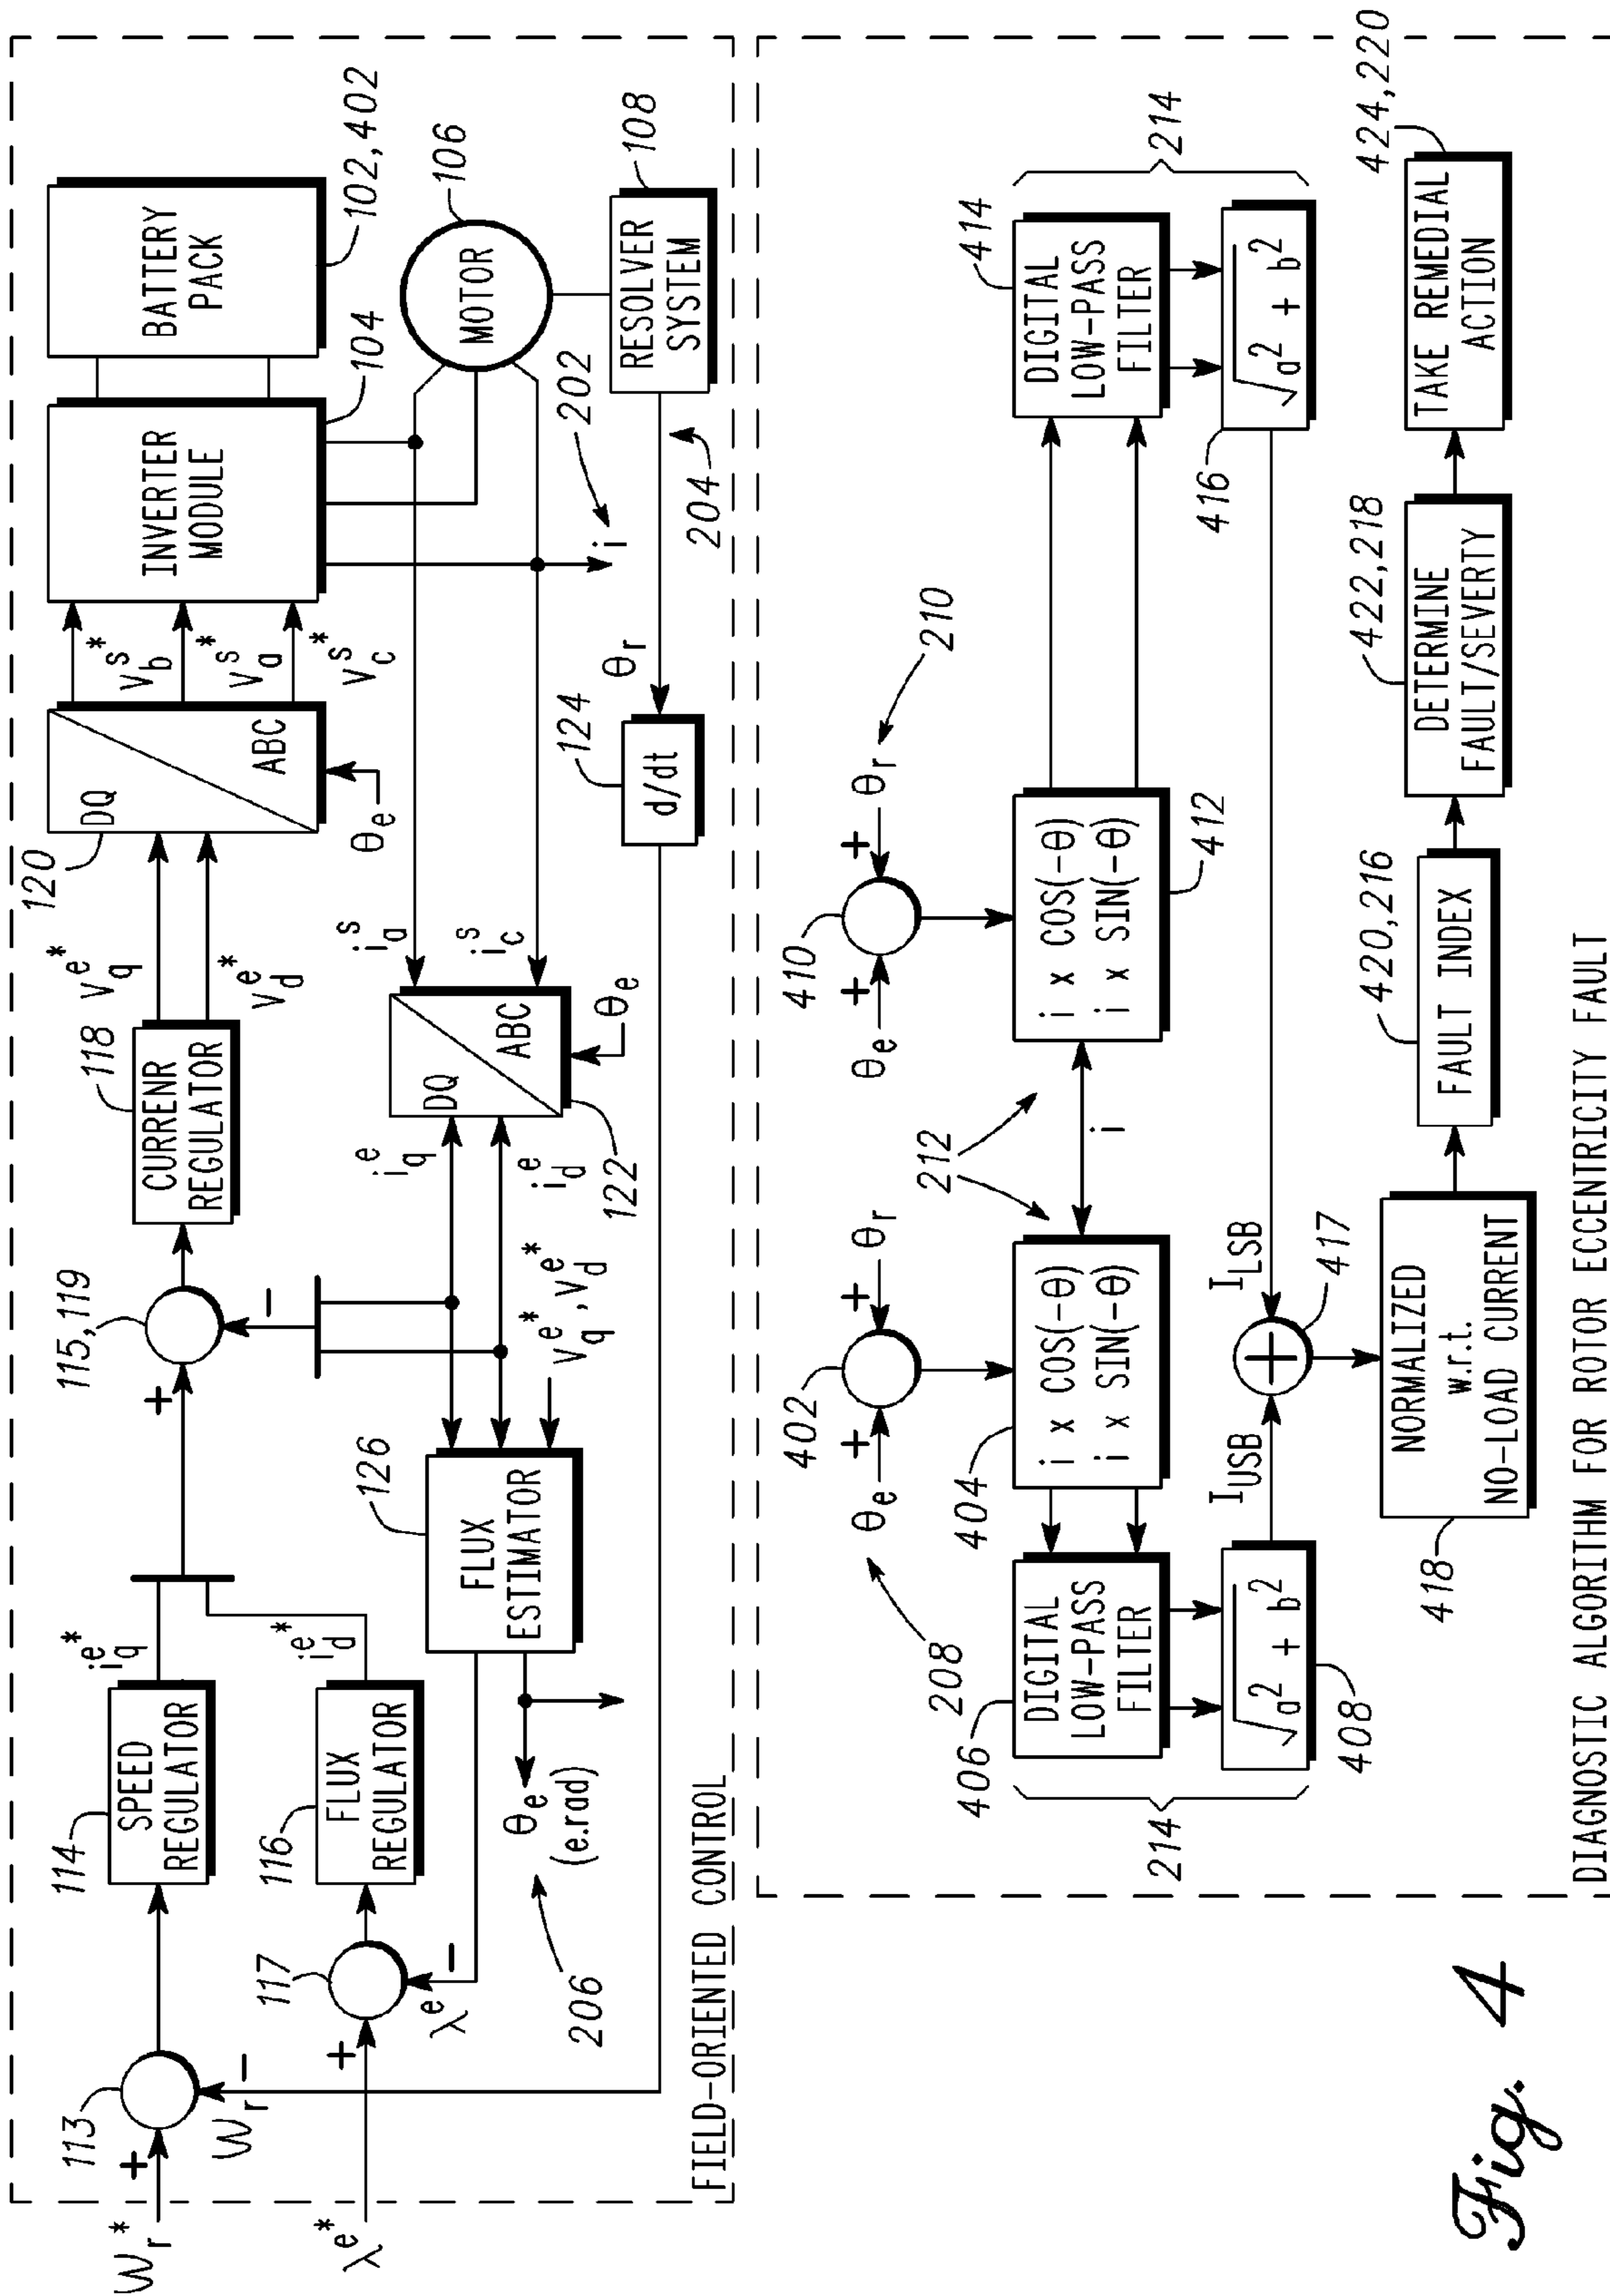 W_r^*
+
113
W_r
−
λ^e*
+
117
λ^e
−
114
SPEED
REGULATOR
i_q^e*
116
FLUX
REGULATOR
i_d^e*
115,119
+
−
118
CURRENR
REGULATOR
V_q^e*
V_d^e*
120
DQ
ABC
θ_e
V_b^s*
V_a^s*
V_c^s*
INVERTER
MODULE
104
BATTERY
PACK
102,402
MOTOR
106
RESOLVER
SYSTEM
108
i
202
204
θ_r
124
d/dt
i_a^s
i_c^s
DQ
ABC
122
θ_e
i_q^e
i_d^e
V_q^e*, V_d^e*
126
FLUX
ESTIMATOR
θ_e
(e.rad)
206
FIELD-ORIENTED CONTROL
402
θ_e
+
+
θ_r
208
404
i x COS(-θ)
i x SIN(-θ)
212
i
410
θ_e
+
+
θ_r
210
i x COS(-θ)
i x SIN(-θ)
412
406
DIGITAL
LOW-PASS
FILTER
414
DIGITAL
LOW-PASS
FILTER
√a² + b²
408
214
√a² + b²
416
214
I_USB
+
I_LSB
417
NORMALIZED
w.r.t.
NO-LOAD CURRENT
418
FAULT INDEX
420,216
DETERMINE
FAULT/SEVERTY
422,218
TAKE REMEDIAL
ACTION
424,220
DIAGNOSTIC ALGORITHM FOR ROTOR ECCENTRICITY FAULT
Fig. 4